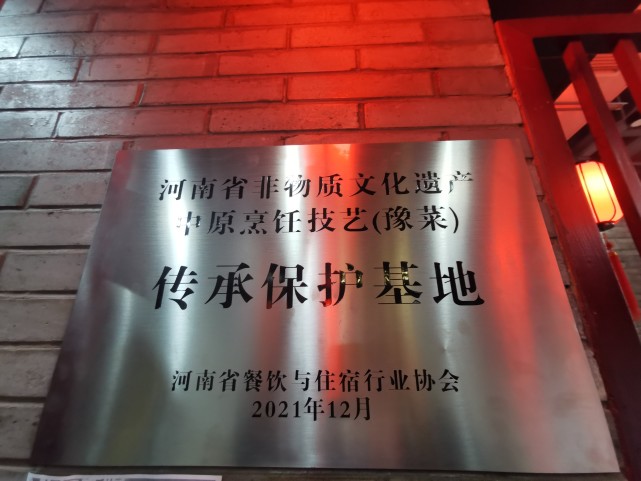 河南省非物质文化遗产
中原烹饪技艺(豫菜)
传承保护基地
河南省餐饮与住宿行业协会
2021年12月